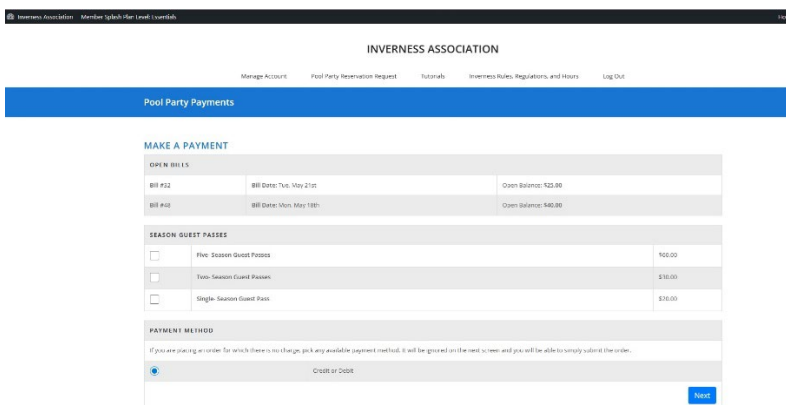 Inverness Association Member Splash Plan Level: Essentials
INVERNESS ASSOCIATION
Manage Account Pool Party Reservation Request Tutorials Inverness Rules, Regulations, and Hours Log Out
Pool Party Payments
MAKE A PAYMENT
OPEN BILLS
Bill #32 Bill Date: Tue, May 21st Open Balance: $25.00
Bill #48 Bill Date: Mon, May 18th Open Balance: $40.00
SEASON GUEST PASSES
Five- Season Guest Passes
Two- Season Guest Passes
Single- Season Guest Pass $20.00
PAYMENT METHOD
If you are placing an order for which there is no charge, pick any available payment method. It will be ignored on the next screen and you will be able to simply submit the order.
Credit or Debit
Next